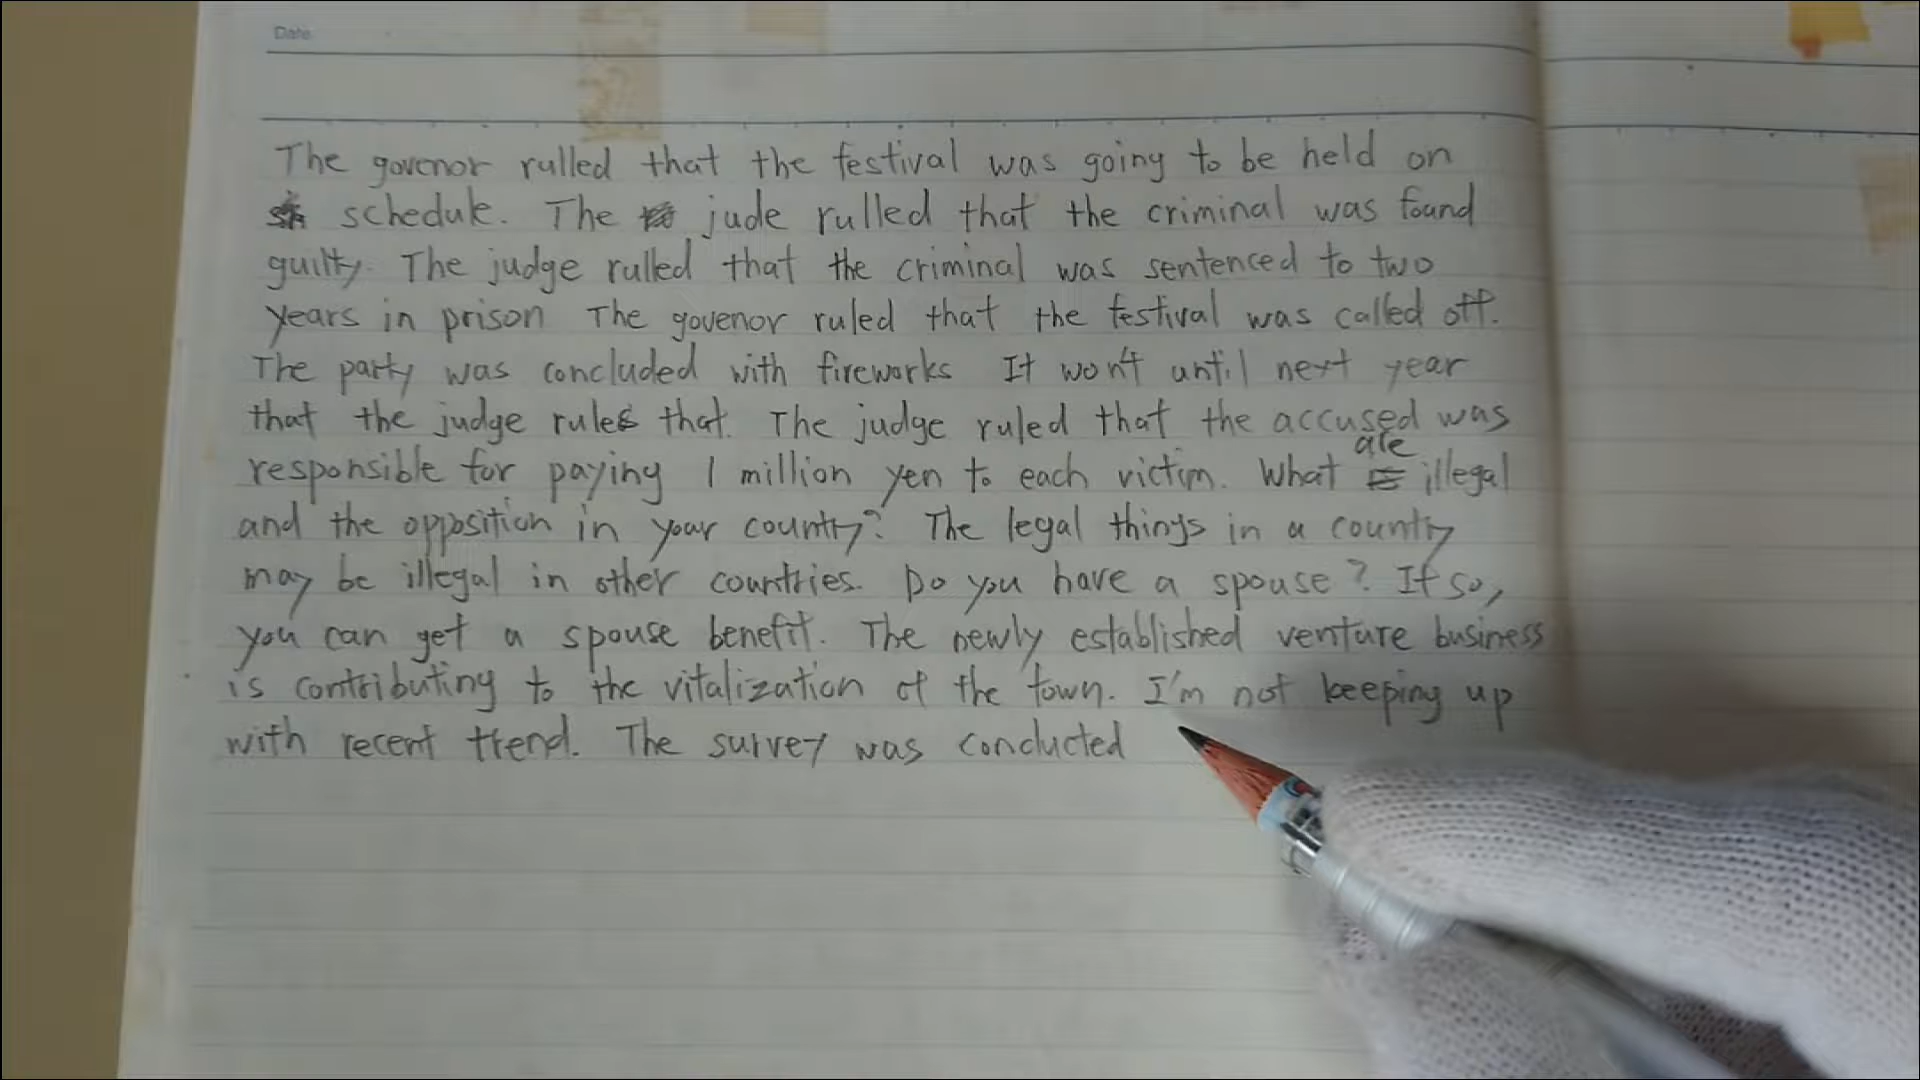 Date
The govenor rulled that the festival was going to be held on
schedule. The jude rulled that the criminal was found
guilty. The judge rulled that the criminal was sentenced to two
years in prison The govenor ruled that the festival was called off.
The party was concluded with fireworks It won't until next year
that the judge rules that. The judge ruled that the accused was
responsible for paying 1 million yen to each victim. What are illegal
and the opposition in your country? The legal things in a country
may be illegal in other countries. Do you have a spouse? If so,
you can get a spouse benefit. The newly established venture business
is contributing to the vitalization of the town. I'm not keeping up
with recent trend. The survey was conducted